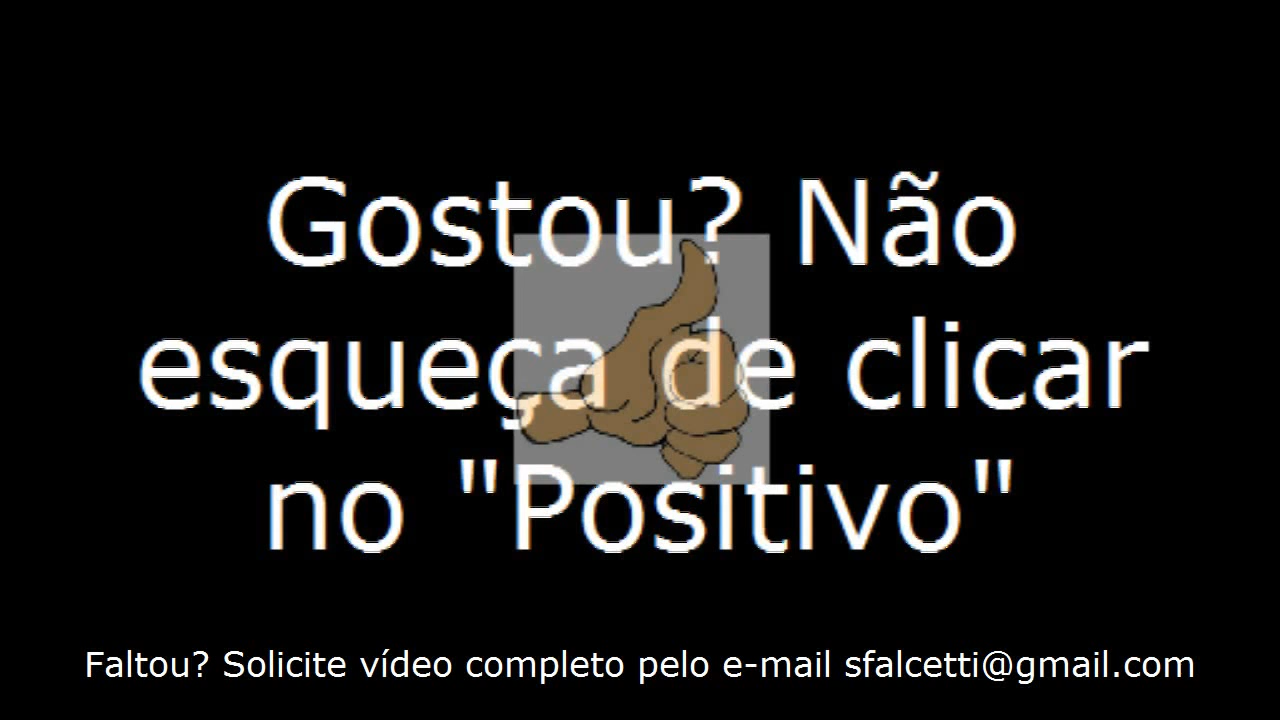 Gostou? Não
esqueça de clicar
no "Positivo"
Faltou? Solicite vídeo completo pelo e-mail sfalcetti@gmail.com